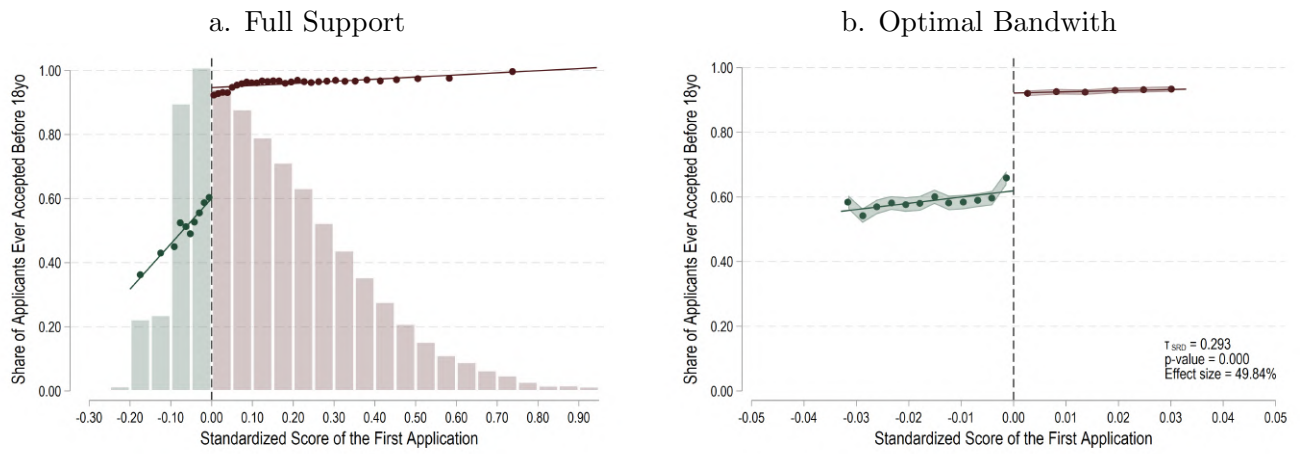 a. Full Support
Share of Applicants Ever Accepted Before 18yo
1.00
0.80
0.60
0.40
0.20
0.00
-0.30 -0.20 -0.10 0.00 0.10 0.20 0.30 0.40 0.50 0.60 0.70 0.80 0.90
Standardized Score of the First Application
b. Optimal Bandwith
Share of Applicants Ever Accepted Before 18yo
1.00
0.80
0.60
0.40
0.20
0.00
τ SRD = 0.293
p-value = 0.000
Effect size = 49.84%
-0.05 -0.04 -0.03 -0.02 -0.01 0.00 0.01 0.02 0.03 0.04 0.05
Standardized Score of the First Application